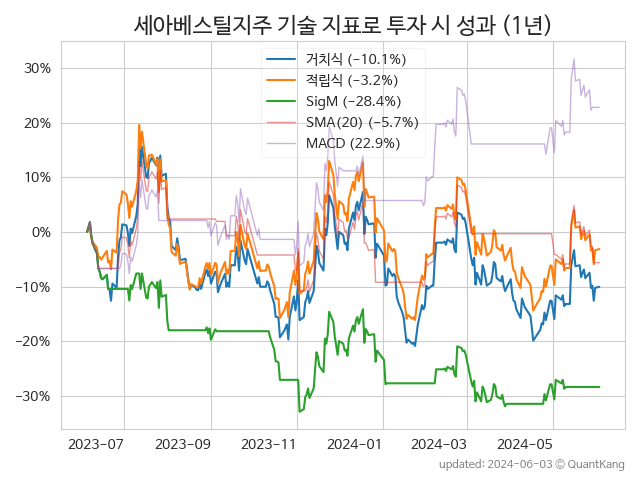 세아베스틸지주 기술 지표로 투자 시 성과 (1년)
거치식 (−10.1%)
적립식 (−3.2%)
SigM (−28.4%)
SMA(20) (−5.7%)
MACD (22.9%)
30%
20%
10%
0%
−10%
−20%
−30%
2023-07 2023-09 2023-11 2024-01 2024-03 2024-05
updated: 2024-06-03 ⓒ QuantKang